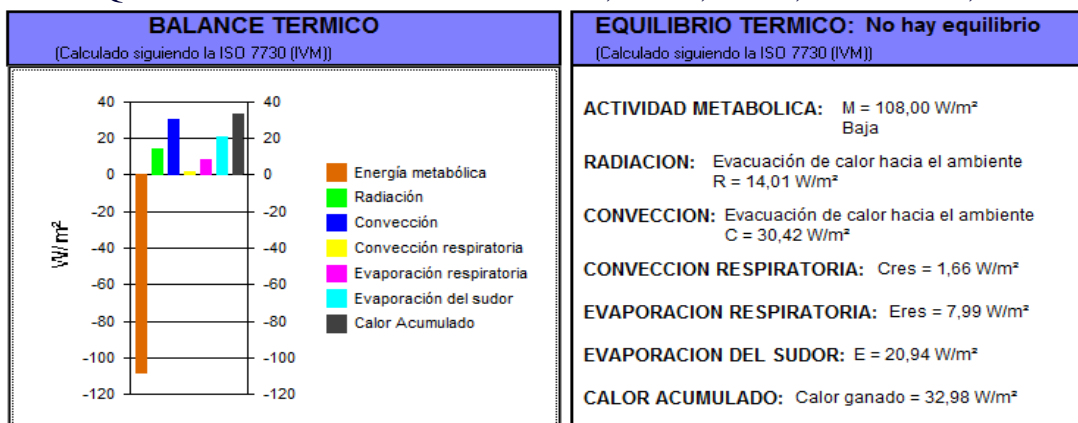 BALANCE TERMICO
(Calculado siguiendo la ISO 7730 (IVM))
40
20
0
-20
-40
-60
-80
-100
-120
40
20
0
-20
-40
-60
-80
-100
-120
W/m²
Energía metabólica
Radiación
Convección
Convección respiratoria
Evaporación respiratoria
Evaporación del sudor
Calor Acumulado
EQUILIBRIO TERMICO: No hay equilibrio
(Calculado siguiendo la ISO 7730 (IVM))
ACTIVIDAD METABOLICA: M = 108,00 W/m²
Baja
RADIACION: Evacuación de calor hacia el ambiente
R = 14,01 W/m²
CONVECCION: Evacuación de calor hacia el ambiente
C = 30,42 W/m²
CONVECCION RESPIRATORIA: Cres = 1,66 W/m²
EVAPORACION RESPIRATORIA: Eres = 7,99 W/m²
EVAPORACION DEL SUDOR: E = 20,94 W/m²
CALOR ACUMULADO: Calor ganado = 32,98 W/m²